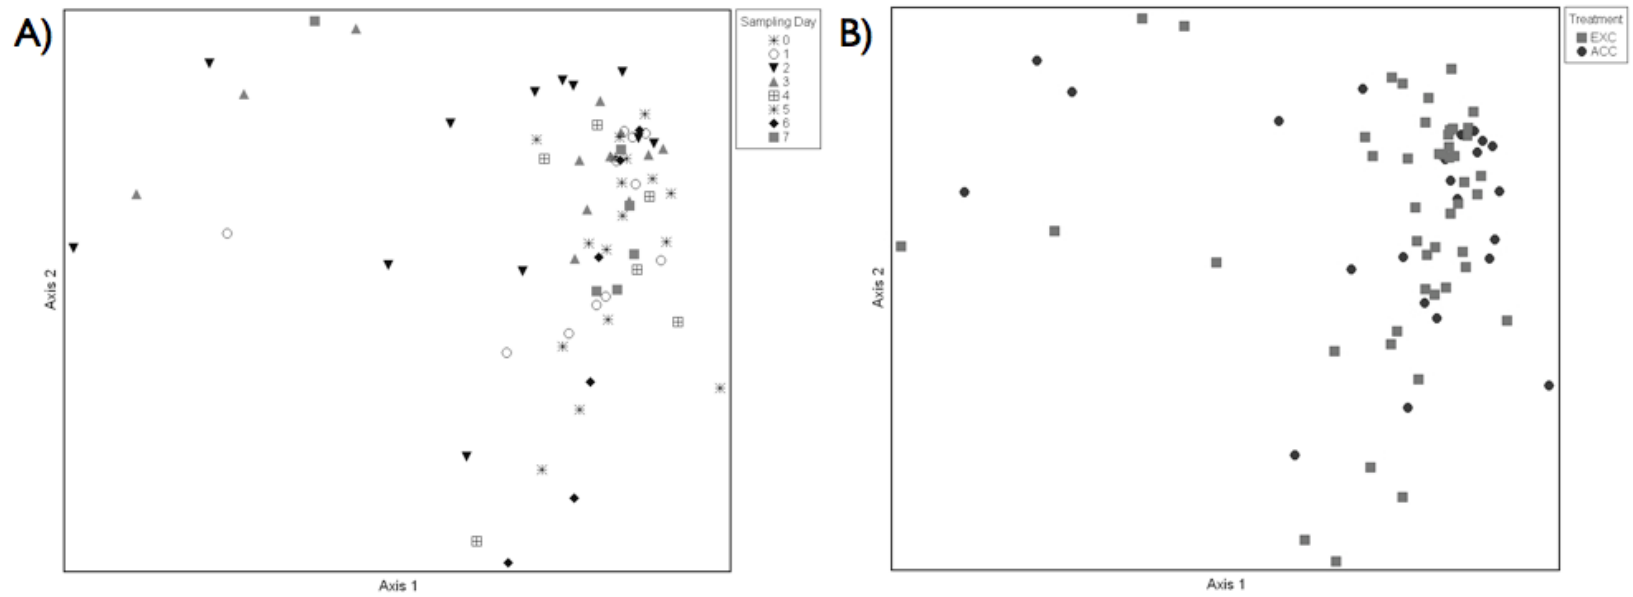 A)
Sampling Day
0
1
2
3
4
5
6
7
Axis 2
Axis 1
B)
Treatment
EXC
ACC
Axis 2
Axis 1